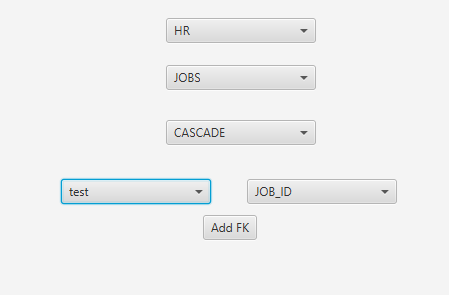 HR
JOBS
CASCADE
test JOB_ID
Add FK